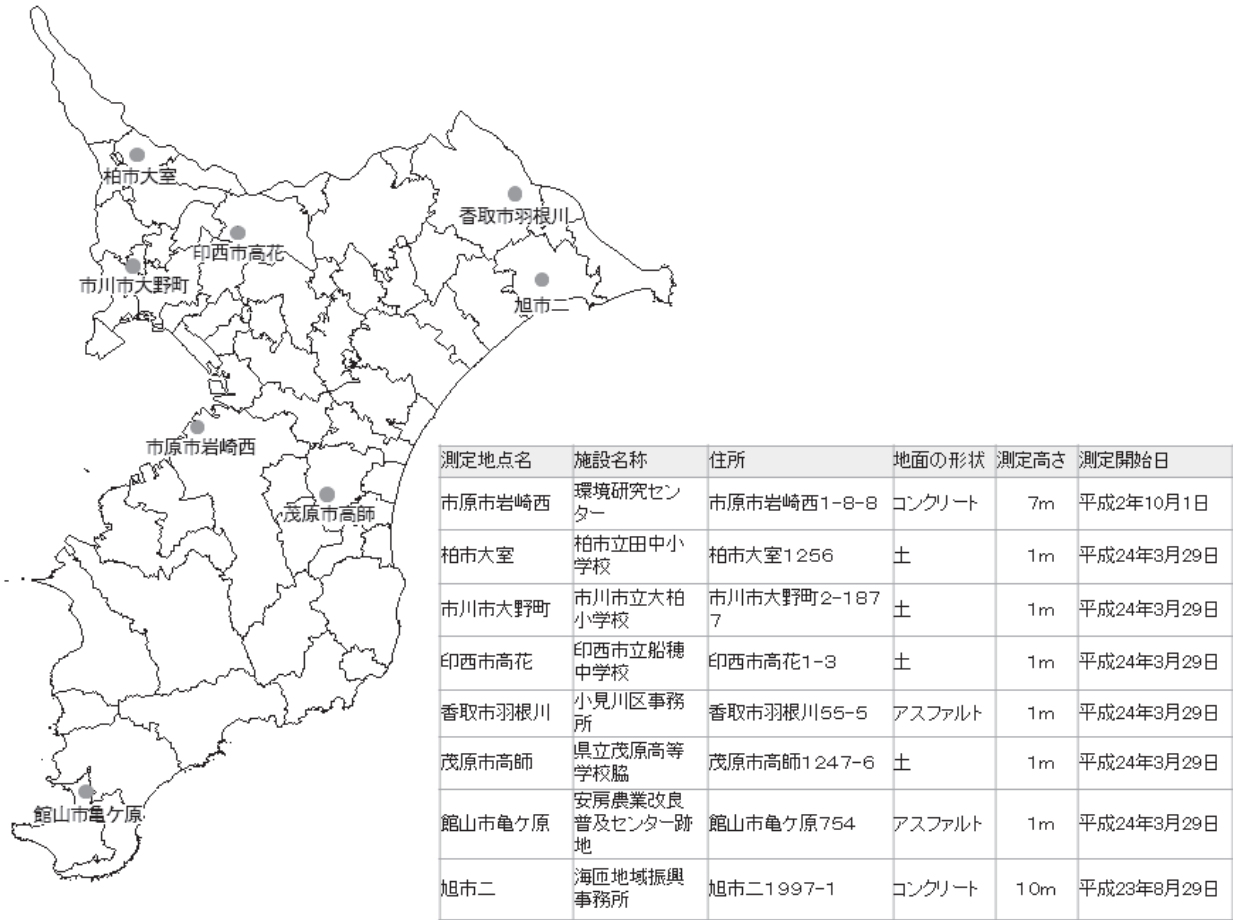 柏市大室
香取市羽根川
印西市高花
市川市大野町
旭市二
市原市岩崎西
茂原市高師
館山市亀ケ原
測定地点名 施設名称 住所 地面の形状 測定高さ 測定開始日
市原市岩崎西 環境研究セン
ター 市原市岩崎西1-8-8 コンクリート 7m 平成2年10月1日
柏市大室 柏市立田中小
学校 柏市大室1256 土 1m 平成24年3月29日
市川市大野町 市川市立大柏
小学校 市川市大野町2-187
7 土 1m 平成24年3月29日
印西市高花 印西市立船穂
中学校 印西市高花1-3 土 1m 平成24年3月29日
香取市羽根川 小見川区事務
所 香取市羽根川55-5 アスファルト 1m 平成24年3月29日
茂原市高師 県立茂原高等
学校脇 茂原市高師1247-6 土 1m 平成24年3月29日
館山市亀ケ原 安房農業改良
普及センター跡
地 館山市亀ケ原754 アスファルト 1m 平成24年3月29日
旭市二 海匝地域振興
事務所 旭市二1997-1 コンクリート 10m 平成23年8月29日